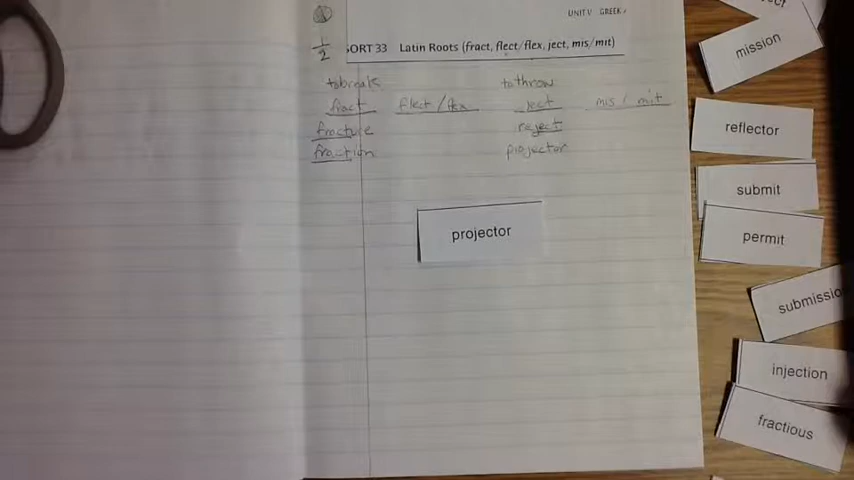 UNIT V GREEK
1/2
SORT 33 Latin Roots (fract, flect/flex, ject, mis/mit)
to break to throw
fract flect/flex ject mis/mit
fracture reject
fraction projector
projector
mission
reflector
submit
permit
submission
injection
fractious